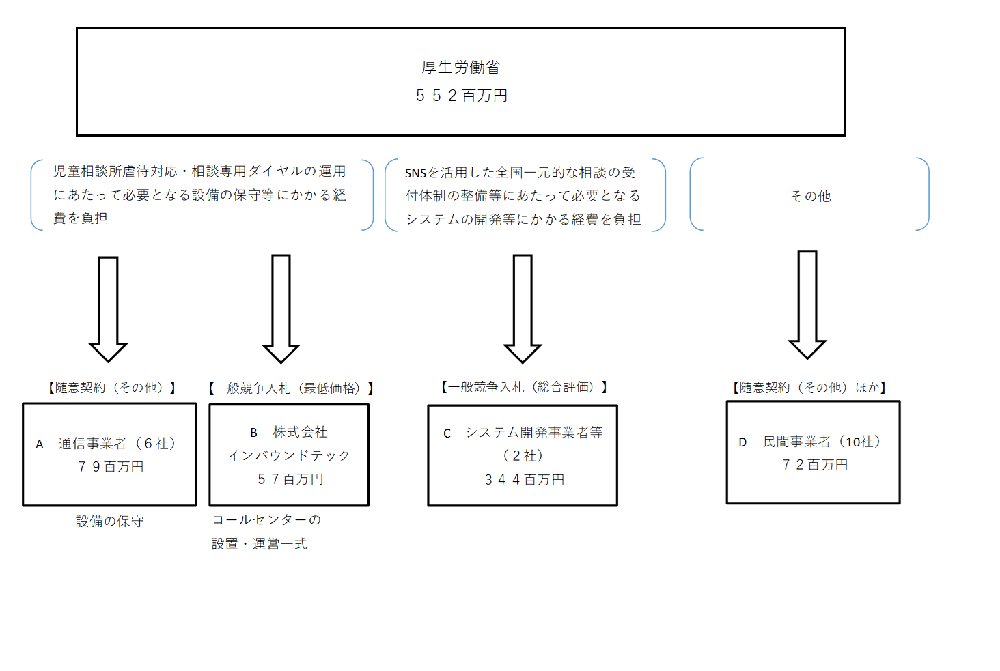 厚生労働省
５５２百万円
児童相談所虐待対応・相談専用ダイヤルの運用
にあたって必要となる設備の保守等にかかる経
費を負担
SNSを活用した全国一元的な相談の受
付体制の整備等にあたって必要となる
システムの開発等にかかる経費を負担
その他
【随意契約（その他）】
A　通信事業者（６社）
７９百万円
設備の保守
【一般競争入札（最低価格）】
B　株式会社
インバウンドテック
５７百万円
コールセンターの
設置・運営一式
【一般競争入札（総合評価）】
C　システム開発事業者等
（２社）
３４４百万円
【随意契約（その他）ほか】
D　民間事業者（10社）
７２百万円